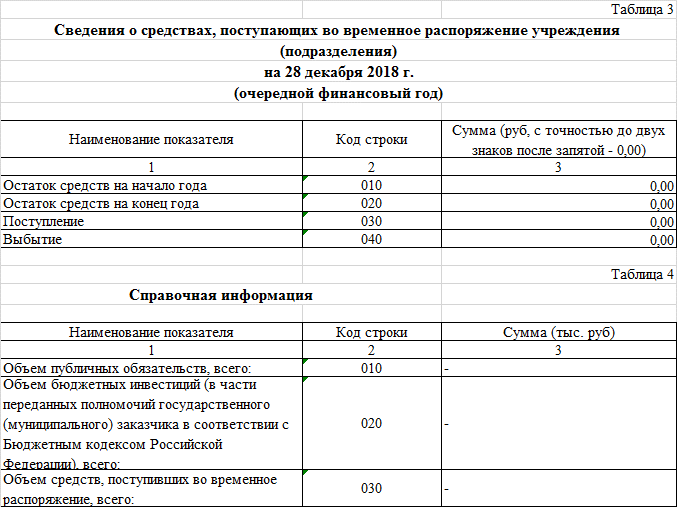 Таблица 3
Сведения о средствах, поступающих во временное распоряжение учреждения
(подразделения)
на 28 декабря 2018 г.
(очередной финансовый год)
Наименование показателя Код строки Сумма (руб, с точностью до двух
знаков после запятой - 0,00)
1 2 3
Остаток средств на начало года 010 0,00
Остаток средств на конец года 020 0,00
Поступление 030 0,00
Выбытие 040 0,00
Таблица 4
Справочная информация
Наименование показателя Код строки Сумма (тыс. руб)
1 2 3
Объем публичных обязательств, всего: 010 -
Объем бюджетных инвестиций (в части
переданных полномочий государственного
(муниципального) заказчика в соответствии с 020 -
Бюджетным кодексом Российской
Федерации), всего:
Объем средств, поступивших во временное 030 -
распоряжение, всего: